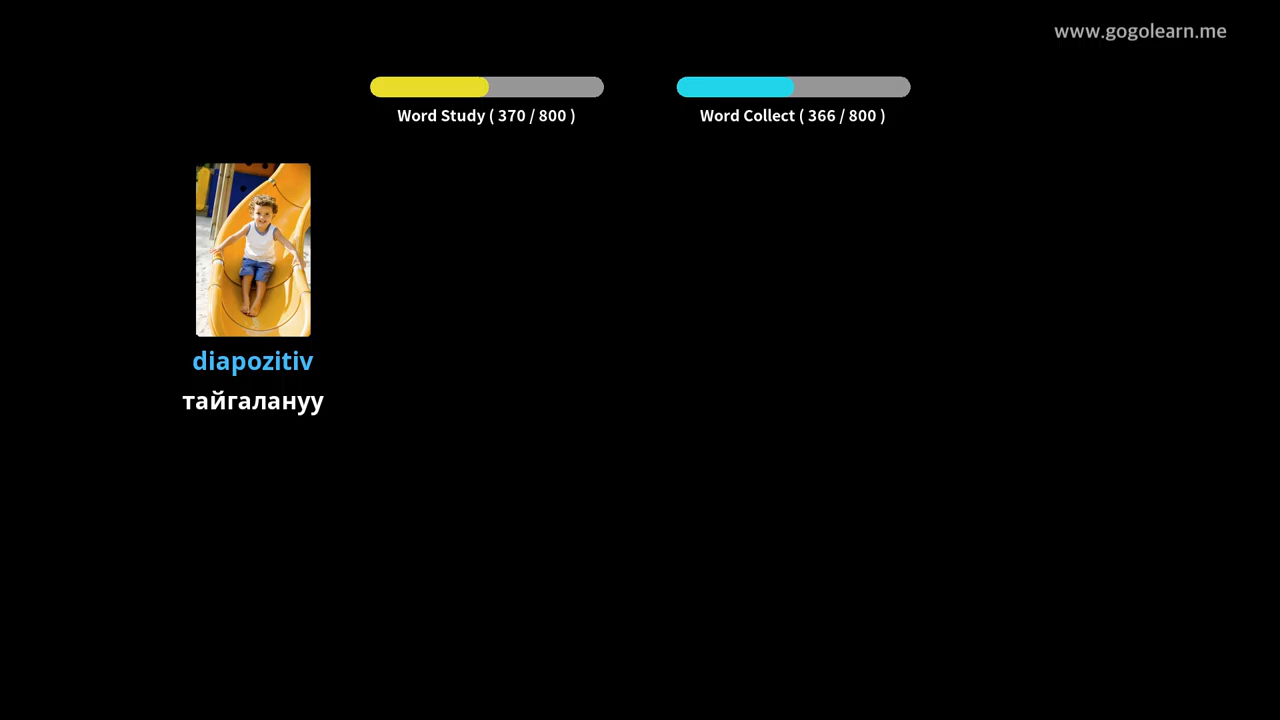 www.gogolearn.me
Word Study ( 370 / 800 )
Word Collect ( 366 / 800 )
diapozitiv
тайгалануу